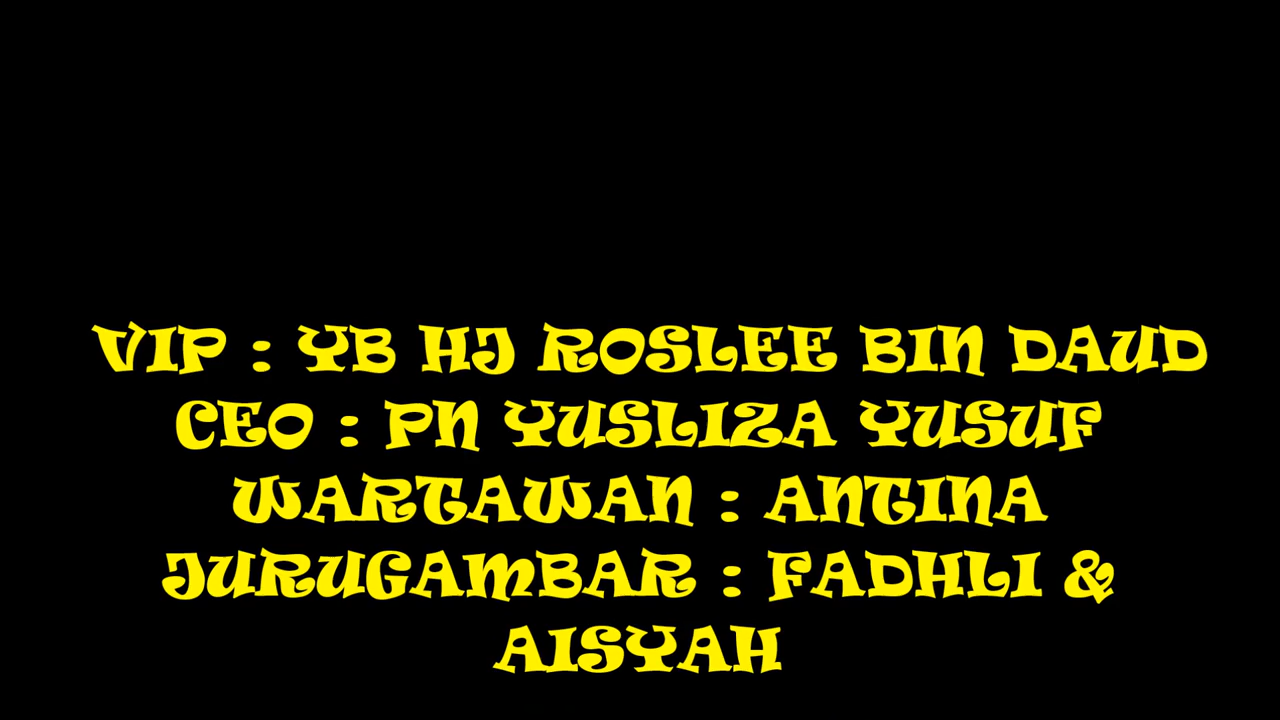 VIP : YB HJ ROSLEE BIN DAUD
CEO : PN YUSLIZA YUSUF
WARTAWAN : ANTINA
JURUGAMBAR : FADHLI &
AISYAH